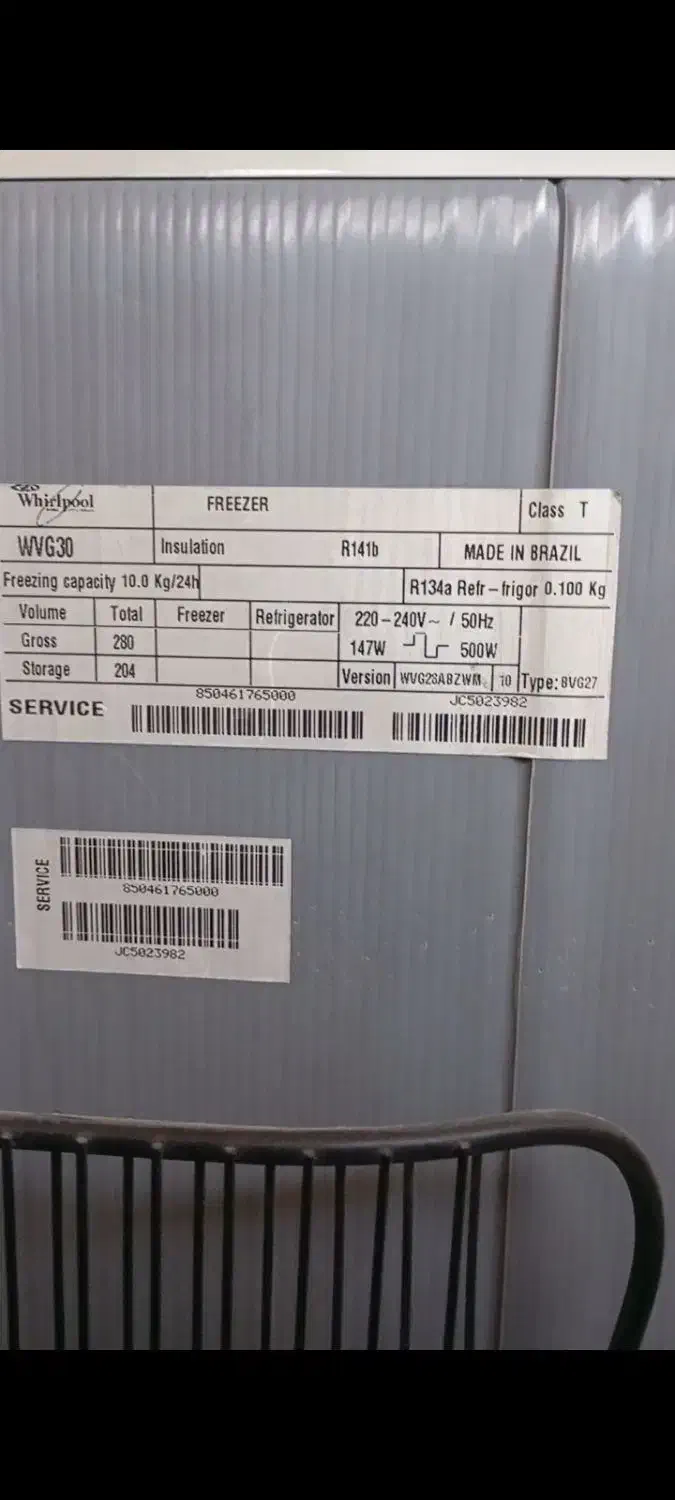 Whirlpool FREEZER Class T
WVG30 Insulation R141b MADE IN BRAZIL
Freezing capacity 10.0 Kg/24h R134a Refr-frigor 0.100 Kg
Volume Total Freezer Refrigerator 220-240V~ / 50Hz
Gross 280 147W 500W
Storage 204 Version WVG28ABZWM 10 Type: 8VG27
SERVICE 850461765000 JC5023982
SERVICE
850461765000
JC5023982